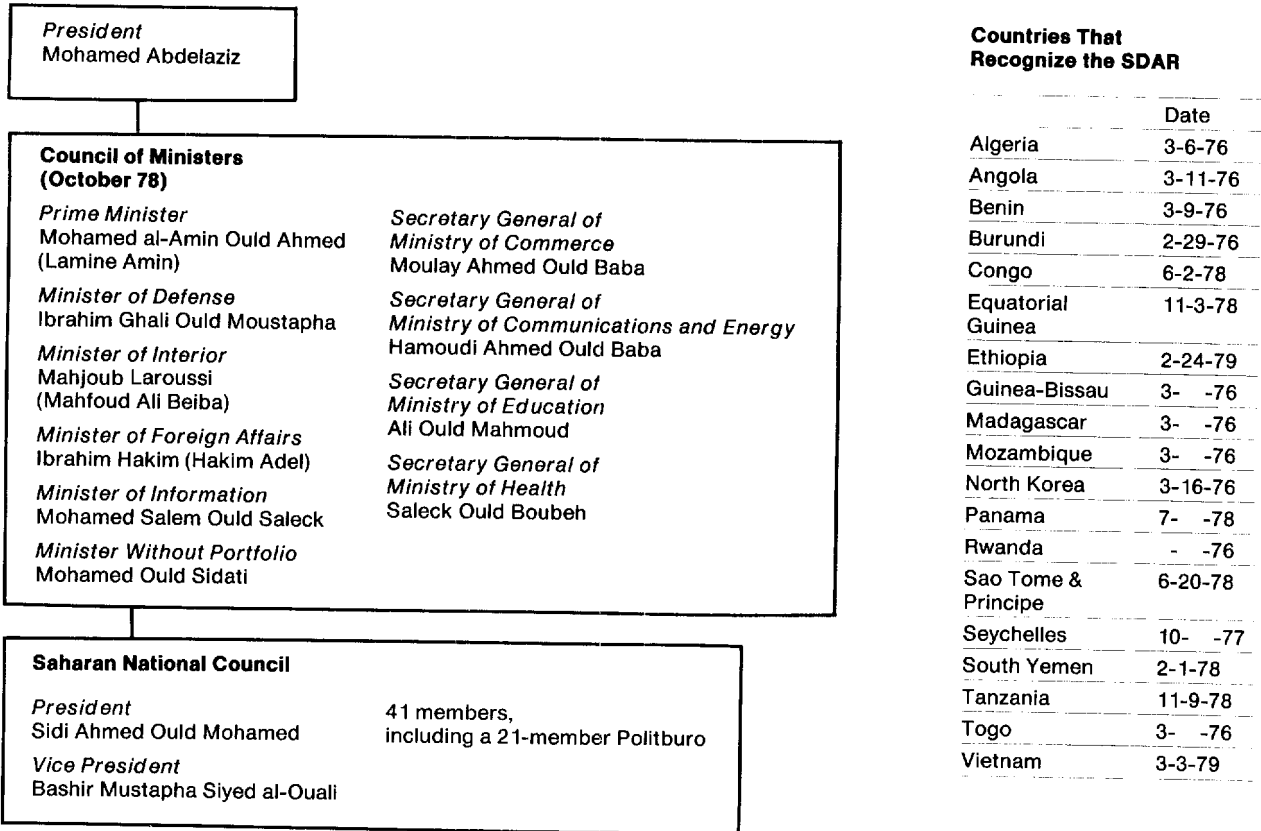 President
Mohamed Abdelaziz
Council of Ministers
(October 78)
Prime Minister
Mohamed al-Amin Ould Ahmed
(Lamine Amin)
Minister of Defense
Ibrahim Ghali Ould Moustapha
Minister of Interior
Mahjoub Laroussi
(Mahfoud Ali Beiba)
Minister of Foreign Affairs
Ibrahim Hakim (Hakim Adel)
Minister of Information
Mohamed Salem Ould Saleck
Minister Without Portfolio
Mohamed Ould Sidati
Secretary General of
Ministry of Commerce
Moulay Ahmed Ould Baba
Secretary General of
Ministry of Communications and Energy
Hamoudi Ahmed Ould Baba
Secretary General of
Ministry of Education
Ali Ould Mahmoud
Secretary General of
Ministry of Health
Saleck Ould Boubeh
Saharan National Council
President
Sidi Ahmed Ould Mohamed
Vice President
Bashir Mustapha Siyed al-Ouali
41 members,
including a 21-member Politburo
Countries That
Recognize the SDAR
Date
Algeria 3-6-76
Angola 3-11-76
Benin 3-9-76
Burundi 2-29-76
Congo 6-2-78
Equatorial 11-3-78
Guinea
Ethiopia 2-24-79
Guinea-Bissau 3- -76
Madagascar 3- -76
Mozambique 3- -76
North Korea 3-16-76
Panama 7- -78
Rwanda - -76
Sao Tome & 6-20-78
Principe
Seychelles 10- -77
South Yemen 2-1-78
Tanzania 11-9-78
Togo 3- -76
Vietnam 3-3-79